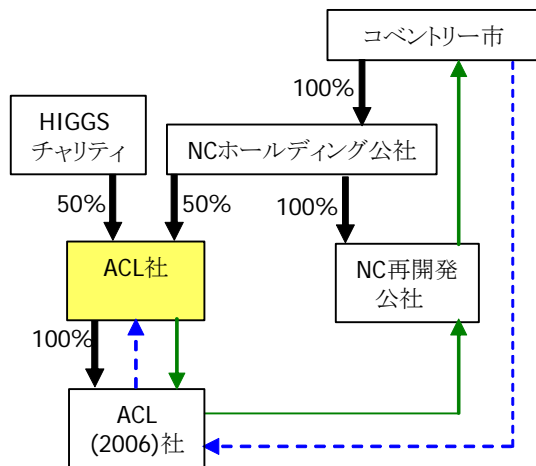 コベントリー市
100%
HIGGS
チャリティ
NCホールディング公社
50%
50%
100%
ACL社
NC再開発
公社
100%
ACL
(2006)社